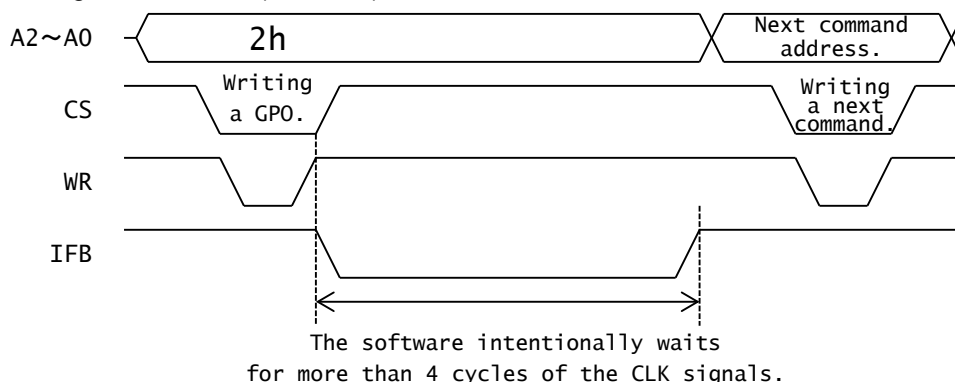 A2～A0
2h
Next command
address.
CS
Writing
a GPO.
Writing
a next
command.
WR
IFB
The software intentionally waits
for more than 4 cycles of the CLK signals.